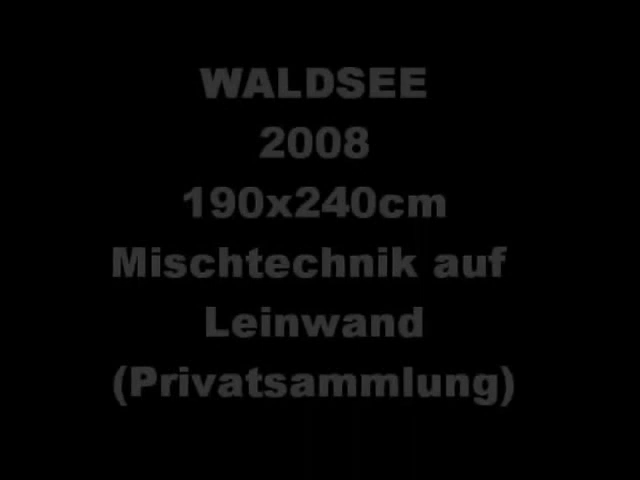 WALDSEE
2008
190x240cm
Mischtechnik auf
Leinwand
(Privatsammlung)